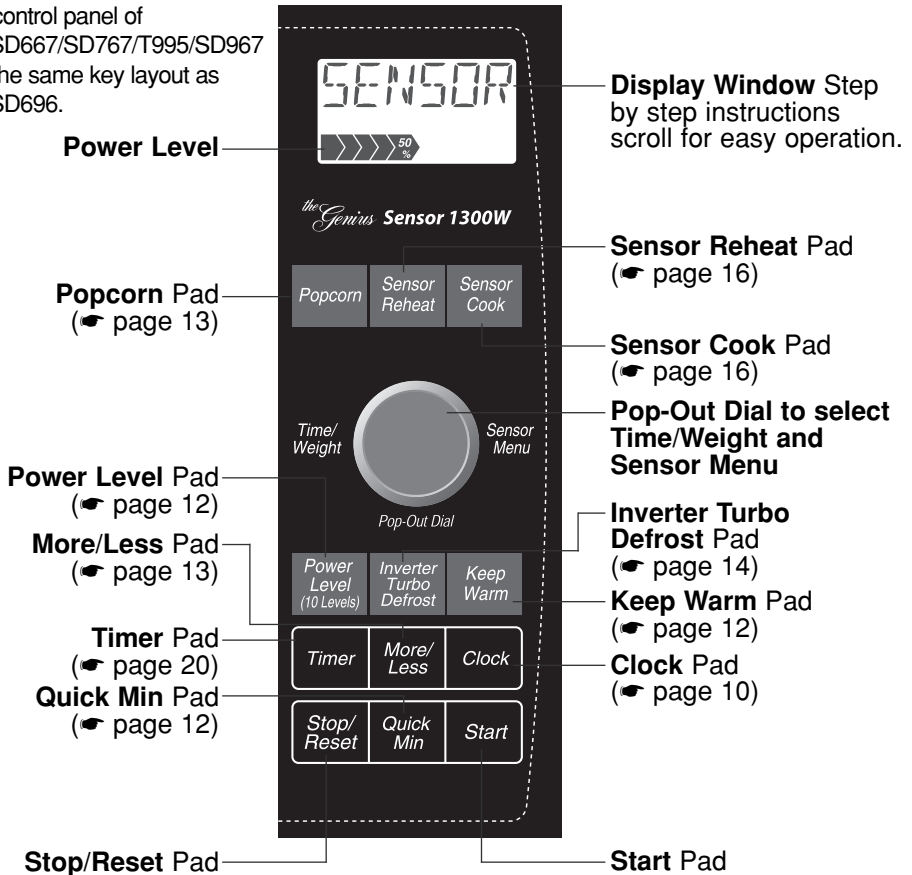 control panel of
SD667/SD767/T995/SD967
the same key layout as
SD696.
SENSOR
50
%
Display Window Step
by step instructions
scroll for easy operation.
Power Level
the Genius Sensor 1300W
Popcorn
Sensor
Reheat
Sensor
Cook
Sensor Reheat Pad
(☛ page 16)
Popcorn Pad
(☛ page 13)
Sensor Cook Pad
(☛ page 16)
Pop-Out Dial to select
Time/Weight and
Sensor Menu
Time/
Weight
Sensor
Menu
Pop-Out Dial
Power Level Pad
(☛ page 12)
More/Less Pad
(☛ page 13)
Timer Pad
(☛ page 20)
Quick Min Pad
(☛ page 12)
Inverter Turbo
Defrost Pad
(☛ page 14)
Keep Warm Pad
(☛ page 12)
Clock Pad
(☛ page 10)
Power
Level
(10 Levels)
Inverter
Turbo
Defrost
Keep
Warm
Timer
More/
Less
Clock
Stop/
Reset
Quick
Min
Start
Stop/Reset Pad
Start Pad